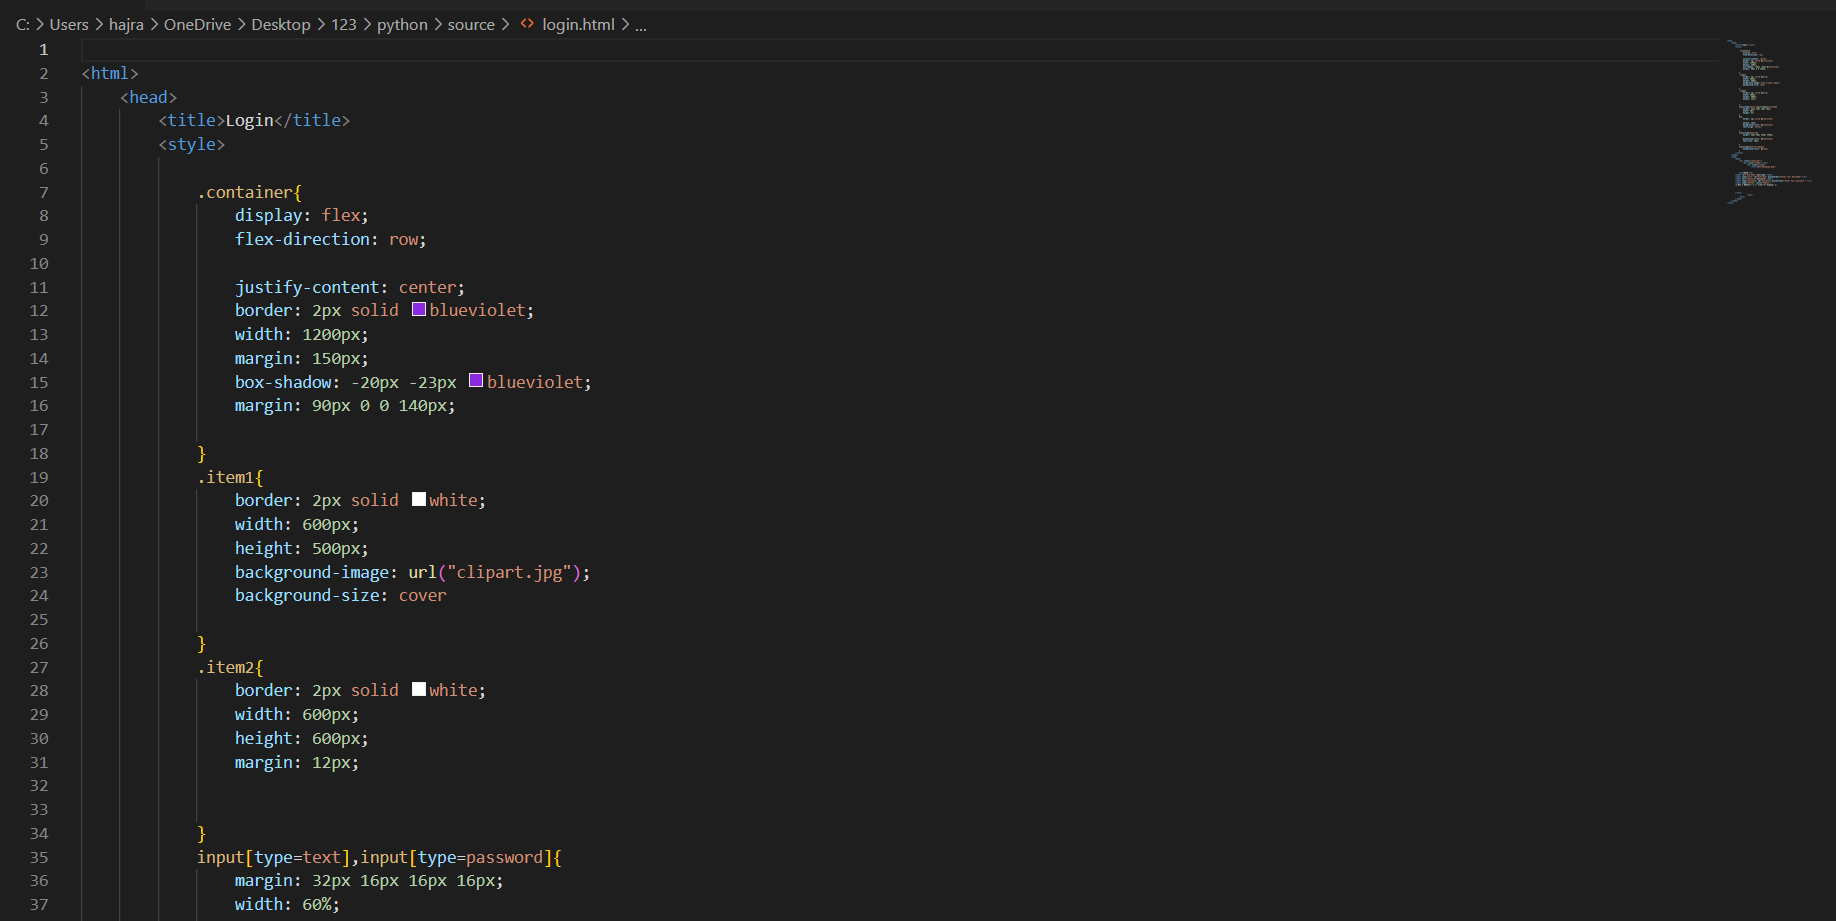 C: > Users > hajra > OneDrive > Desktop > 123 > python > source > <> login.html > ...
1
2 <html>
3 <head>
4 <title>Login</title>
5 <style>
6
7 .container{
8 display: flex;
9 flex-direction: row;
10
11 justify-content: center;
12 border: 2px solid blueviolet;
13 width: 1200px;
14 margin: 150px;
15 box-shadow: -20px -23px blueviolet;
16 margin: 90px 0 0 140px;
17
18 }
19 .item1{
20 border: 2px solid white;
21 width: 600px;
22 height: 500px;
23 background-image: url("clipart.jpg");
24 background-size: cover
25
26 }
27 .item2{
28 border: 2px solid white;
29 width: 600px;
30 height: 600px;
31 margin: 12px;
32
33
34 }
35 input[type=text],input[type=password]{
36 margin: 32px 16px 16px 16px;
37 width: 60%;